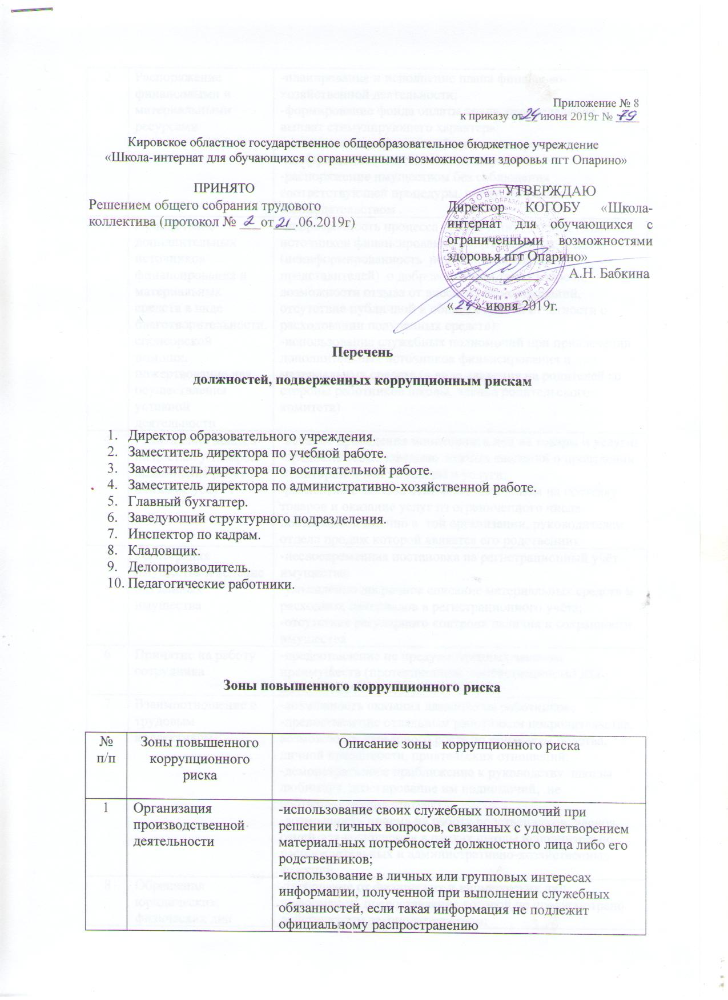 Приложение № 8
к приказу от 24 июня 2019г № 79
Кировское областное государственное общеобразовательное бюджетное учреждение
«Школа-интернат для обучающихся с ограниченными возможностями здоровья пгт Опарино»
ПРИНЯТО
Решением общего собрания трудового
коллектива (протокол № 2 от 21 .06.2019г)
УТВЕРЖДАЮ
Директор КОГОБУ «Школа-
интернат для обучающихся с
ограниченными возможностями
здоровья пгт Опарино»
А.Н. Бабкина
«24» июня 2019г.
Перечень
должностей, подверженных коррупционным рискам
1. Директор образовательного учреждения.
2. Заместитель директора по учебной работе.
3. Заместитель директора по воспитательной работе.
4. Заместитель директора по административно-хозяйственной работе.
5. Главный бухгалтер.
6. Заведующий структурного подразделения.
7. Инспектор по кадрам.
8. Кладовщик.
9. Делопроизводитель.
10. Педагогические работники.
Зоны повышенного коррупционного риска
№
п/п
Зоны повышенного
коррупционного
риска
Описание зоны коррупционного риска
1
Организация
производственной
деятельности
-использование своих служебных полномочий при
решении личных вопросов, связанных с удовлетворением
материальных потребностей должностного лица либо его
родственников;
-использование в личных или групповых интересах
информации, полученной при выполнении служебных
обязанностей, если такая информация не подлежит
официальному распространению